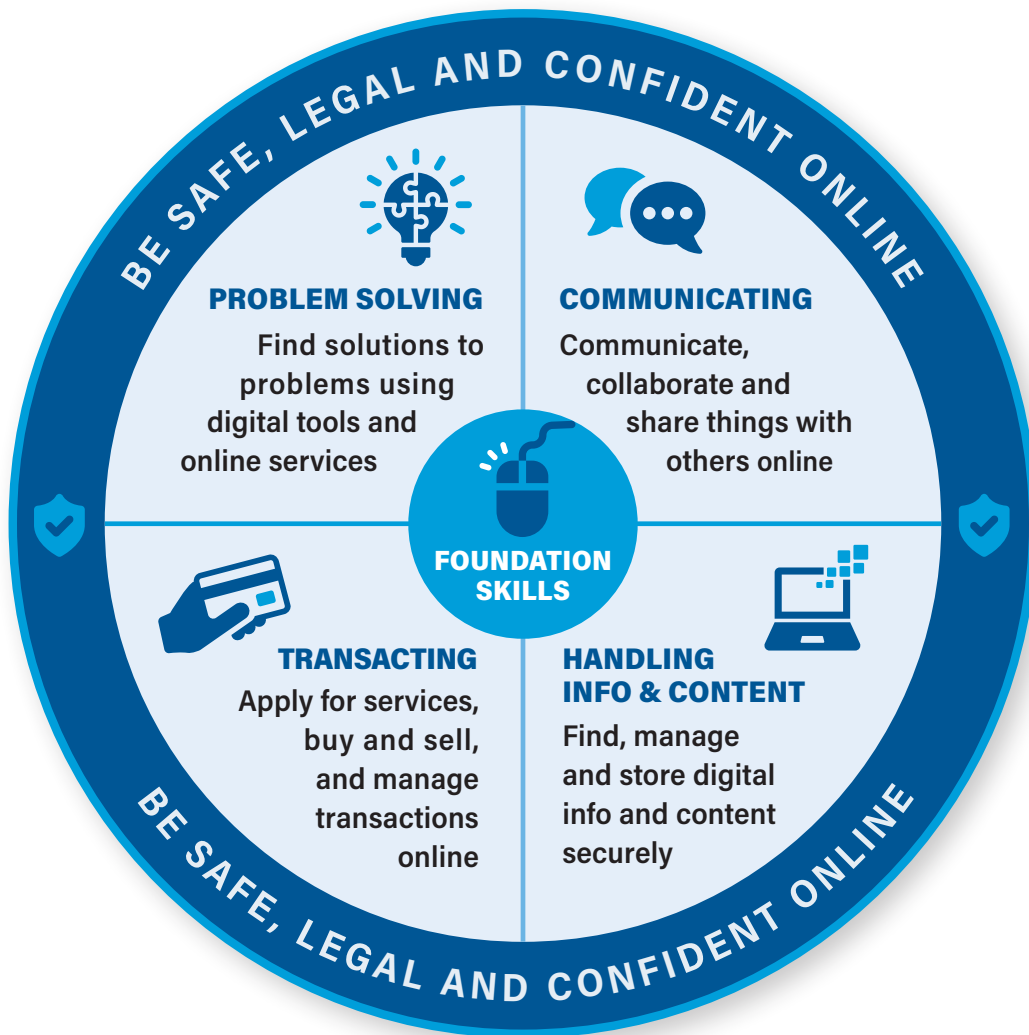 BE SAFE, LEGAL AND CONFIDENT ONLINE
PROBLEM SOLVING
Find solutions to
problems using
digital tools and
online services
COMMUNICATING
Communicate,
collaborate and
share things with
others online
FOUNDATION
SKILLS
TRANSACTING
Apply for services,
buy and sell,
and manage
transactions
online
HANDLING
INFO & CONTENT
Find, manage
and store digital
info and content
securely
BE SAFE, LEGAL AND CONFIDENT ONLINE